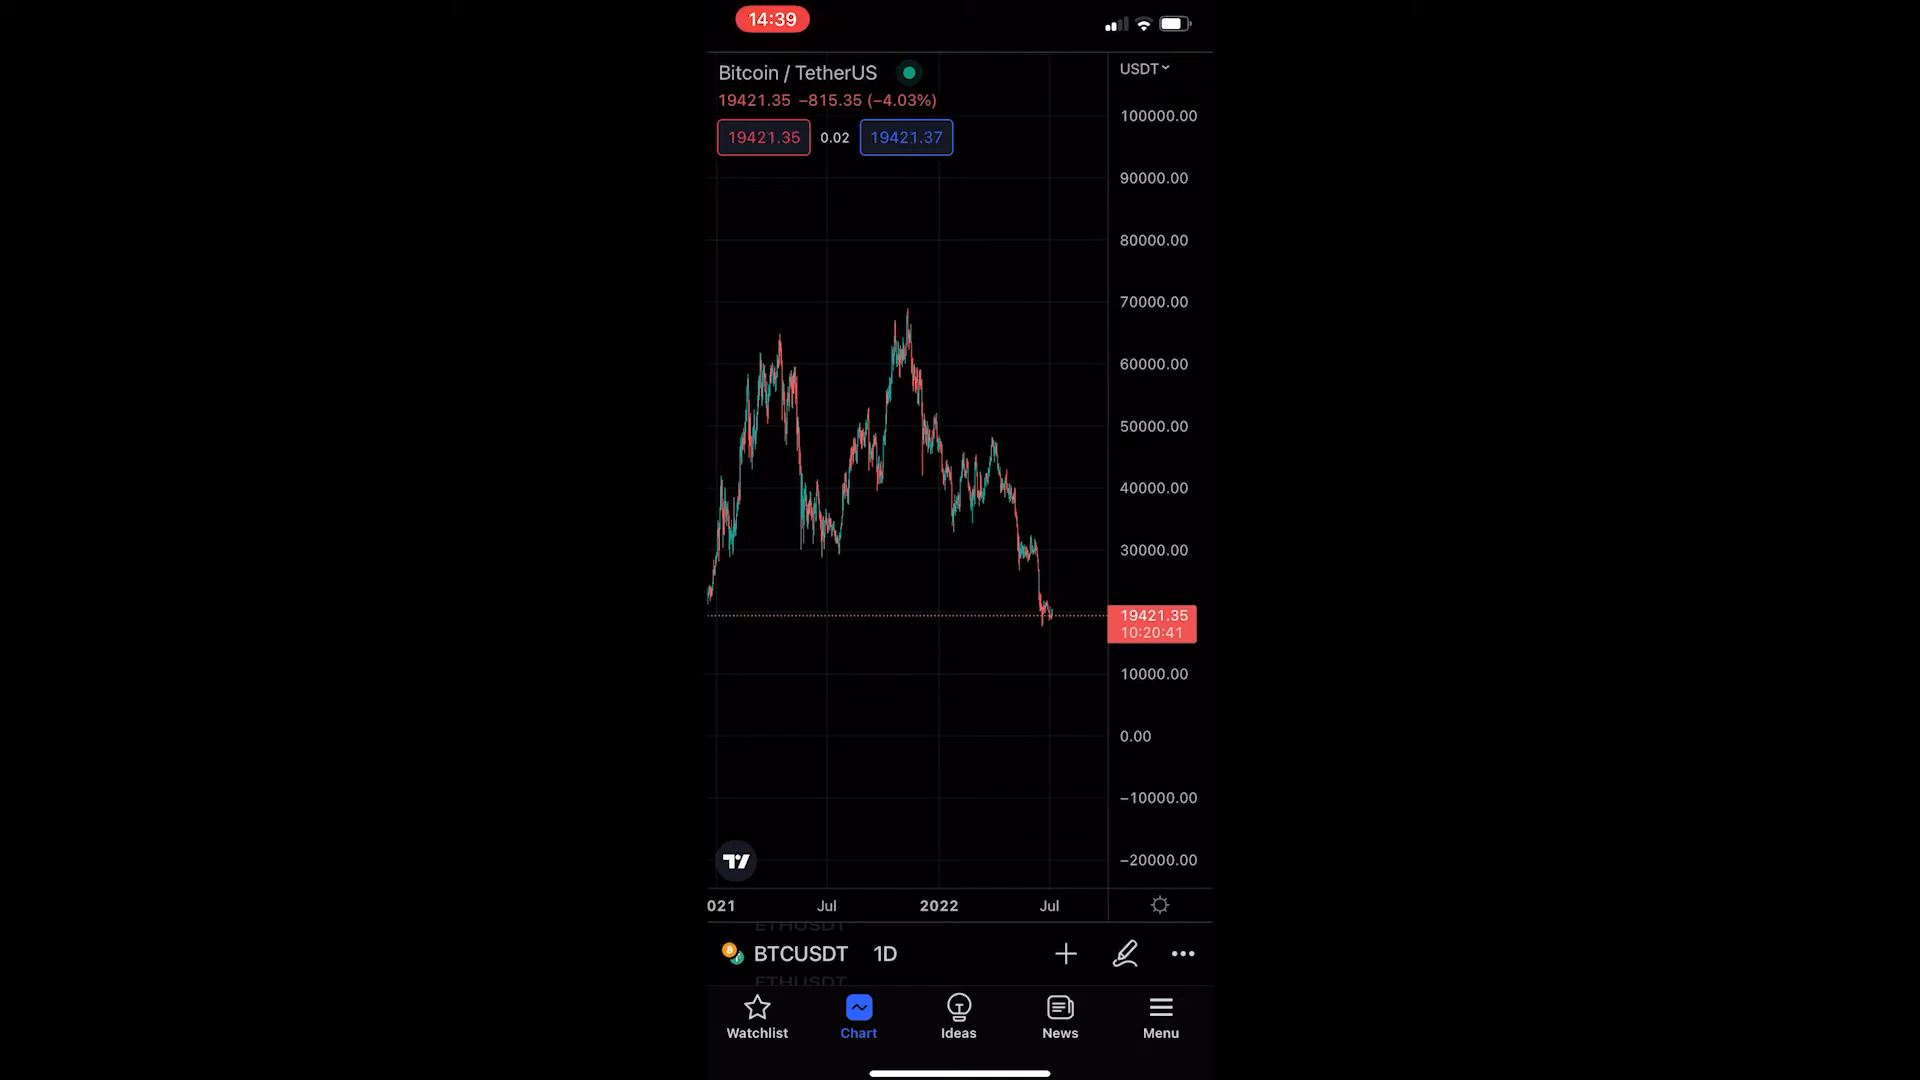 14:39
Bitcoin / TetherUS
USDT
19421.35 −815.35 (−4.03%)
19421.35 0.02 19421.37
100000.00
90000.00
80000.00
70000.00
60000.00
50000.00
40000.00
30000.00
19421.35
10:20:41
10000.00
0.00
−10000.00
−20000.00
021 Jul 2022 Jul
ETHUSDT
BTCUSDT 1D
ETHUSDT
Watchlist Chart Ideas News Menu